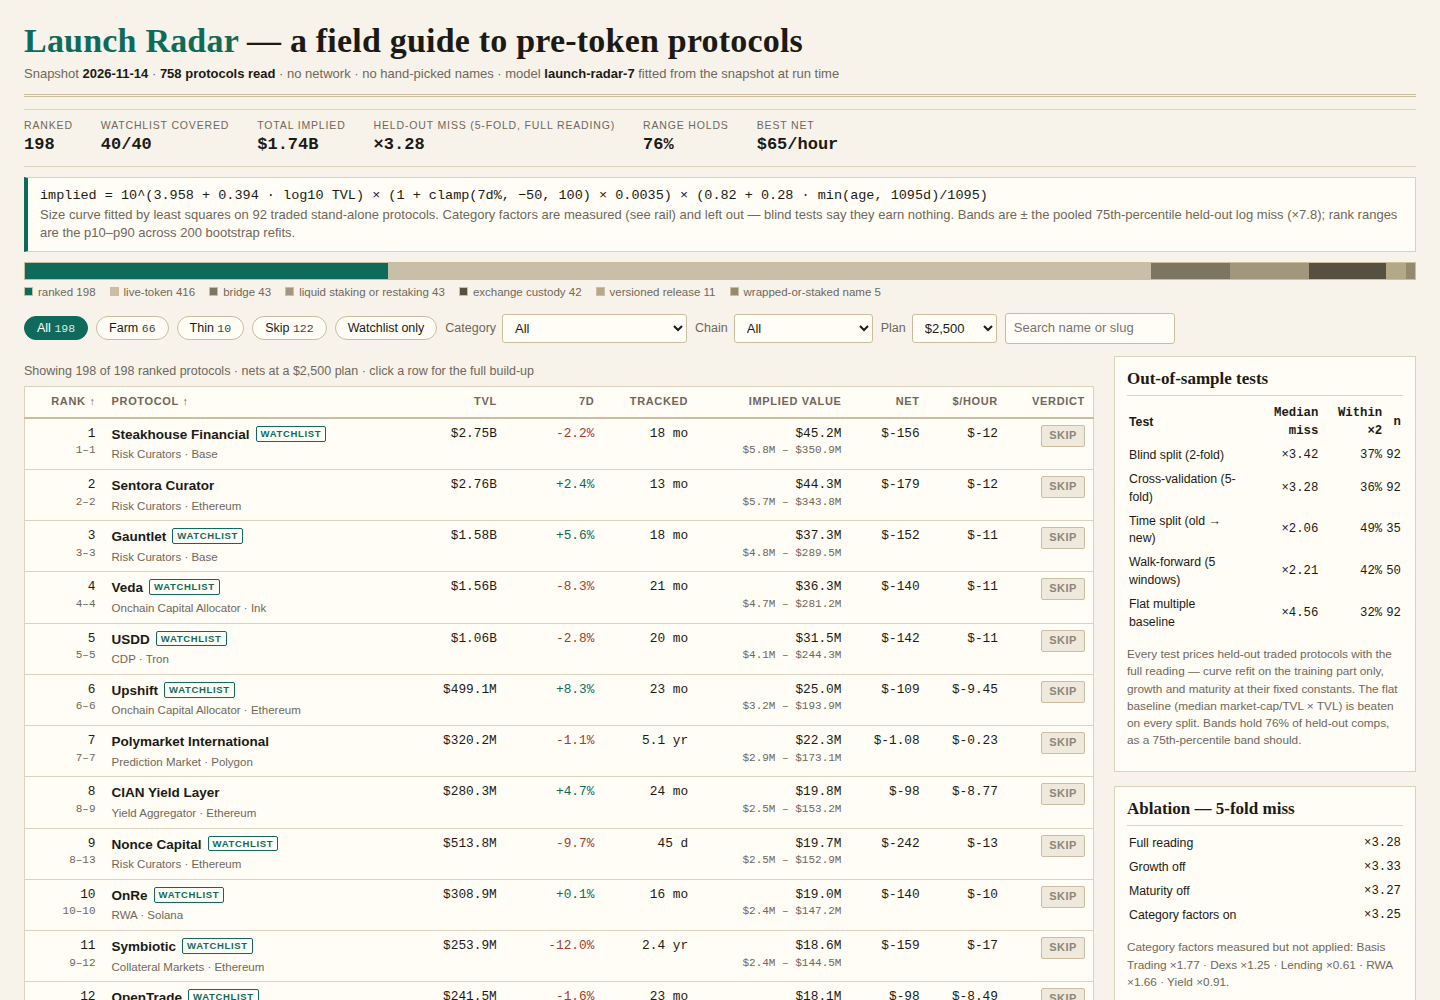 Launch Radar — a field guide to pre-token protocols
Snapshot 2026-11-14 · 758 protocols read · no network · no hand-picked names · model launch-radar-7 fitted from the snapshot at run time
RANKED WATCHLIST COVERED TOTAL IMPLIED HELD-OUT MISS (5-FOLD, FULL READING) RANGE HOLDS BEST NET
198 40/40 $1.74B ×3.28 76% $65/hour
implied = 10^(3.958 + 0.394 · log10 TVL) × (1 + clamp(7d%, −50, 100) × 0.0035) × (0.82 + 0.28 · min(age, 1095d)/1095)
Size curve fitted by least squares on 92 traded stand-alone protocols. Category factors are measured (see rail) and left out — blind tests say they earn nothing. Bands are ± the pooled 75th-percentile held-out log miss (×7.8); rank ranges
are the p10–p90 across 200 bootstrap refits.
ranked 198 live-token 416 bridge 43 liquid staking or restaking 43 exchange custody 42 versioned release 11 wrapped-or-staked name 5
All 198 Farm 66 Thin 10 Skip 122 Watchlist only Category All Chain All Plan $2,500 Search name or slug
Showing 198 of 198 ranked protocols · nets at a $2,500 plan · click a row for the full build-up
RANK ↑ PROTOCOL ↑ TVL 7D TRACKED IMPLIED VALUE NET $/HOUR VERDICT
1 Steakhouse Financial WATCHLIST $2.75B -2.2% 18 mo $45.2M $-156 $-12 SKIP
1–1 Risk Curators · Base $5.8M – $350.9M
2 Sentora Curator $2.76B +2.4% 13 mo $44.3M $-179 $-12 SKIP
2–2 Risk Curators · Ethereum $5.7M – $343.8M
3 Gauntlet WATCHLIST $1.58B +5.6% 18 mo $37.3M $-152 $-11 SKIP
3–3 Risk Curators · Base $4.8M – $289.5M
4 Veda WATCHLIST $1.56B -8.3% 21 mo $36.3M $-140 $-11 SKIP
4–4 Onchain Capital Allocator · Ink $4.7M – $281.2M
5 USDD WATCHLIST $1.06B -2.8% 20 mo $31.5M $-142 $-11 SKIP
5–5 CDP · Tron $4.1M – $244.3M
6 Upshift WATCHLIST $499.1M +8.3% 23 mo $25.0M $-109 $-9.45 SKIP
6–6 Onchain Capital Allocator · Ethereum $3.2M – $193.9M
7 Polymarket International $320.2M -1.1% 5.1 yr $22.3M $-1.08 $-0.23 SKIP
7–7 Prediction Market · Polygon $2.9M – $173.1M
8 CIAN Yield Layer $280.3M +4.7% 24 mo $19.8M $-98 $-8.77 SKIP
8–9 Yield Aggregator · Ethereum $2.5M – $153.2M
9 Nonce Capital WATCHLIST $513.8M -9.7% 45 d $19.7M $-242 $-13 SKIP
8–13 Risk Curators · Ethereum $2.5M – $152.9M
10 OnRe WATCHLIST $308.9M +0.1% 16 mo $19.0M $-140 $-10 SKIP
10–10 RWA · Solana $2.4M – $147.2M
11 Symbiotic WATCHLIST $253.9M -12.0% 2.4 yr $18.6M $-159 $-17 SKIP
9–12 Collateral Markets · Ethereum $2.4M – $144.5M
12 OpenTrade WATCHLIST $241.5M -1.6% 23 mo $18.1M $-98 $-8.49 SKIP
Out-of-sample tests
Test Median miss Within ×2 n
Blind split (2-fold) ×3.42 37% 92
Cross-validation (5-fold) ×3.28 36% 92
Time split (old → new) ×2.06 49% 35
Walk-forward (5 windows) ×2.21 42% 50
Flat multiple baseline ×4.56 32% 92
Every test prices held-out traded protocols with the
full reading — curve refit on the training part only,
growth and maturity at their fixed constants. The flat
baseline (median market-cap/TVL × TVL) is beaten
on every split. Bands hold 76% of held-out comps,
as a 75th-percentile band should.
Ablation — 5-fold miss
Full reading ×3.28
Growth off ×3.33
Maturity off ×3.27
Category factors on ×3.25
Category factors measured but not applied: Basis
Trading ×1.77 · Dexs ×1.25 · Lending ×0.61 · RWA
×1.66 · Yield ×0.91.